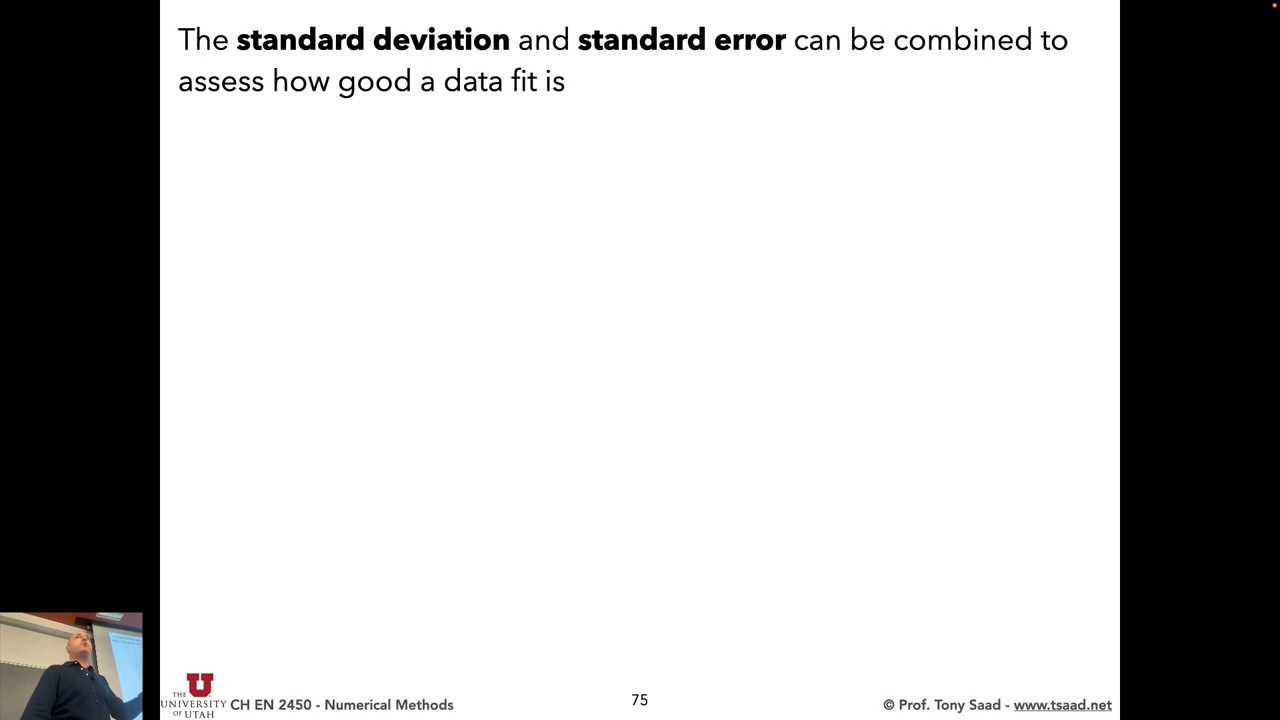 The standard deviation and standard error can be combined to
assess how good a data fit is
THE
UNIVERSITY
OF UTAH
CH EN 2450 - Numerical Methods
75
© Prof. Tony Saad - www.tsaad.net